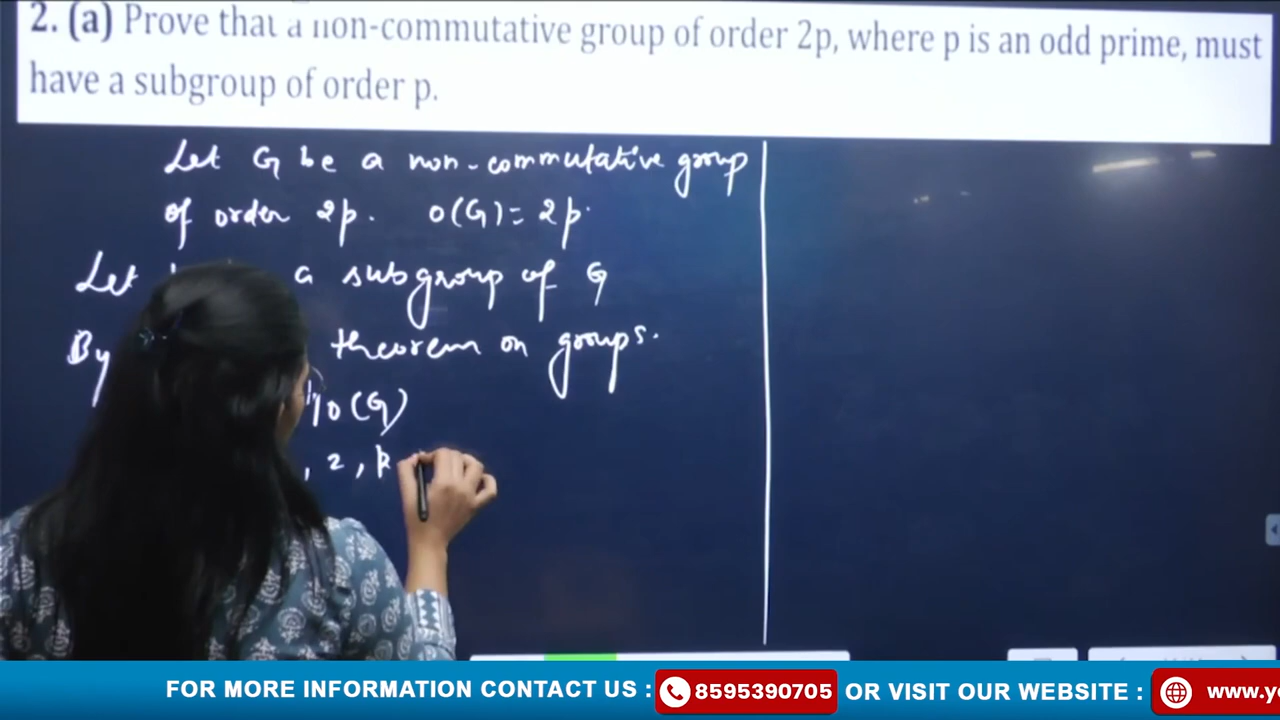 2. (a) Prove that a non-commutative group of order 2p, where p is an odd prime, must
have a subgroup of order p.
Let G be a non-commutative group
of order 2p. o(G) = 2p.
Let a subgroup of G
By theorem on groups.
/o(G)
, 2, p
FOR MORE INFORMATION CONTACT US : 8595390705 OR VISIT OUR WEBSITE : www.y